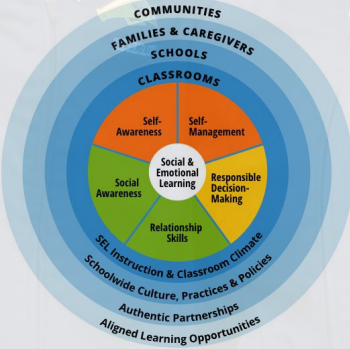 COMMUNITIES
FAMILIES & CAREGIVERS
SCHOOLS
CLASSROOMS
Self-
Awareness
Self-
Management
Social &
Emotional
Learning
Social
Awareness
Responsible
Decision-
Making
Relationship
Skills
SEL Instruction & Classroom Climate
Schoolwide Culture, Practices & Policies
Authentic Partnerships
Aligned Learning Opportunities